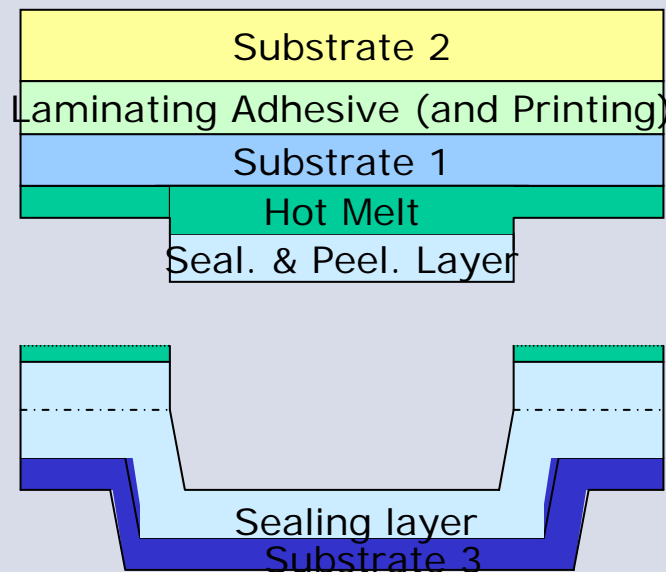 Substrate 2
Laminating Adhesive (and Printing)
Substrate 1
Hot Melt
Seal. & Peel. Layer
Sealing layer
Substrate 3